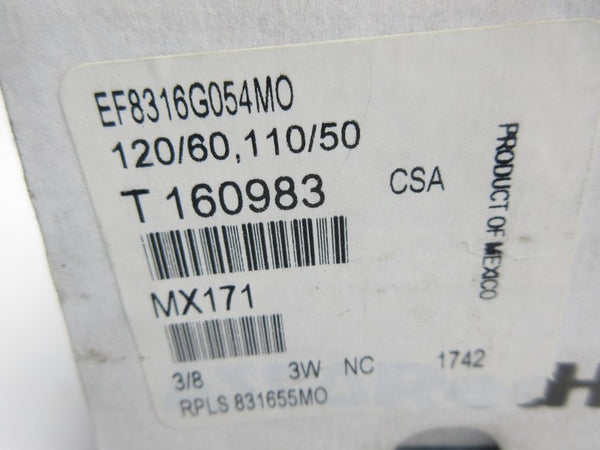 EF8316G054MO
120/60, 110/50
T 160983 CSA
PRODUCT OF MEXICO
MX171
3/8 3W NC 1742
RPLS 831655MO